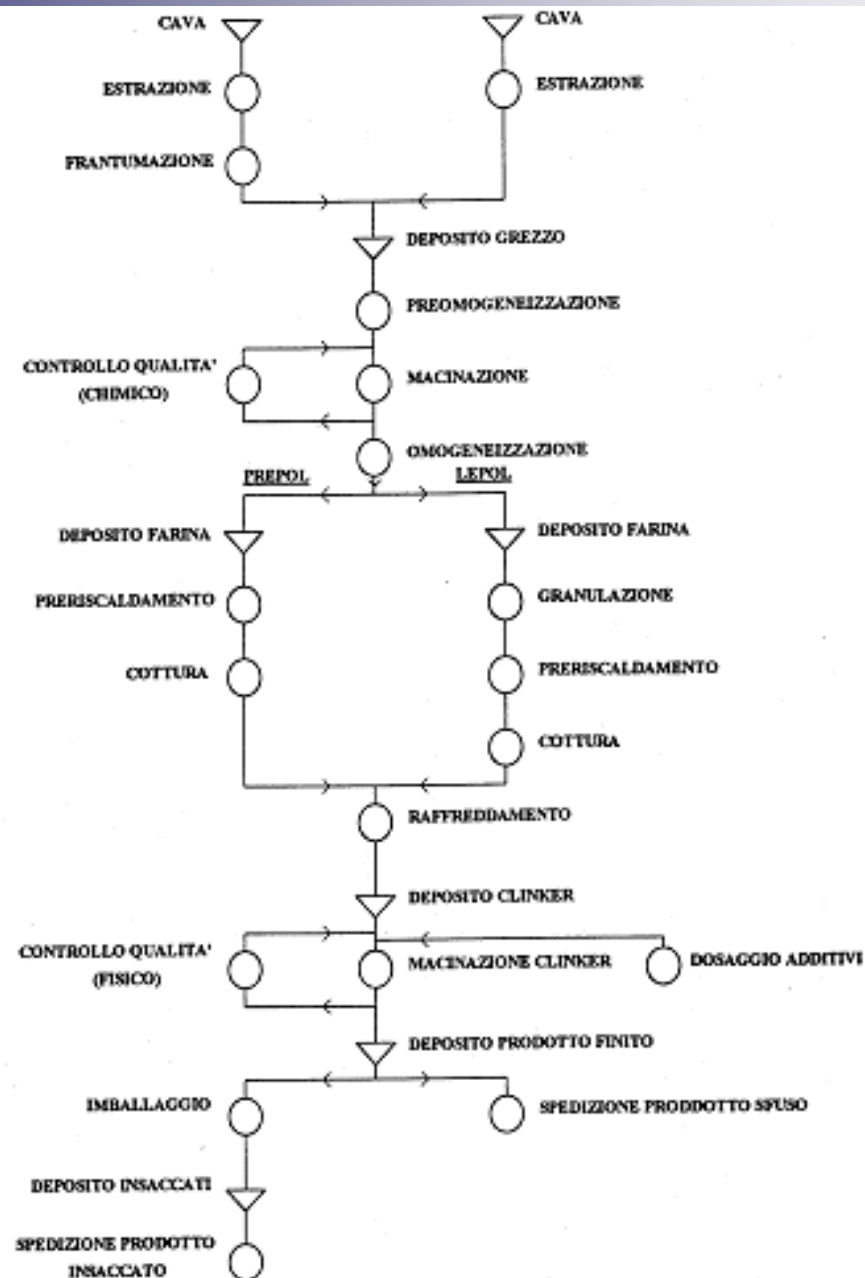 CAVA
CAVA
ESTRAZIONE
ESTRAZIONE
FRANTUMAZIONE
DEPOSITO GREZZO
PREOMOGENEIZZAZIONE
CONTROLLO QUALITA'
(CHIMICO)
MACINAZIONE
OMOGENEIZZAZIONE
PREPOL
LEPOL
DEPOSITO FARINA
DEPOSITO FARINA
PRERISCALDAMENTO
GRANULAZIONE
COTTURA
PRERISCALDAMENTO
COTTURA
RAFFREDDAMENTO
DEPOSITO CLINKER
CONTROLLO QUALITA'
(FISICO)
MACINAZIONE CLINKER
DOSAGGIO ADDITIVI
DEPOSITO PRODOTTO FINITO
IMBALLAGGIO
SPEDIZIONE PRODDOTTO SFUSO
DEPOSITO INSACCATI
SPEDIZIONE PRODOTTO
INSACCATO